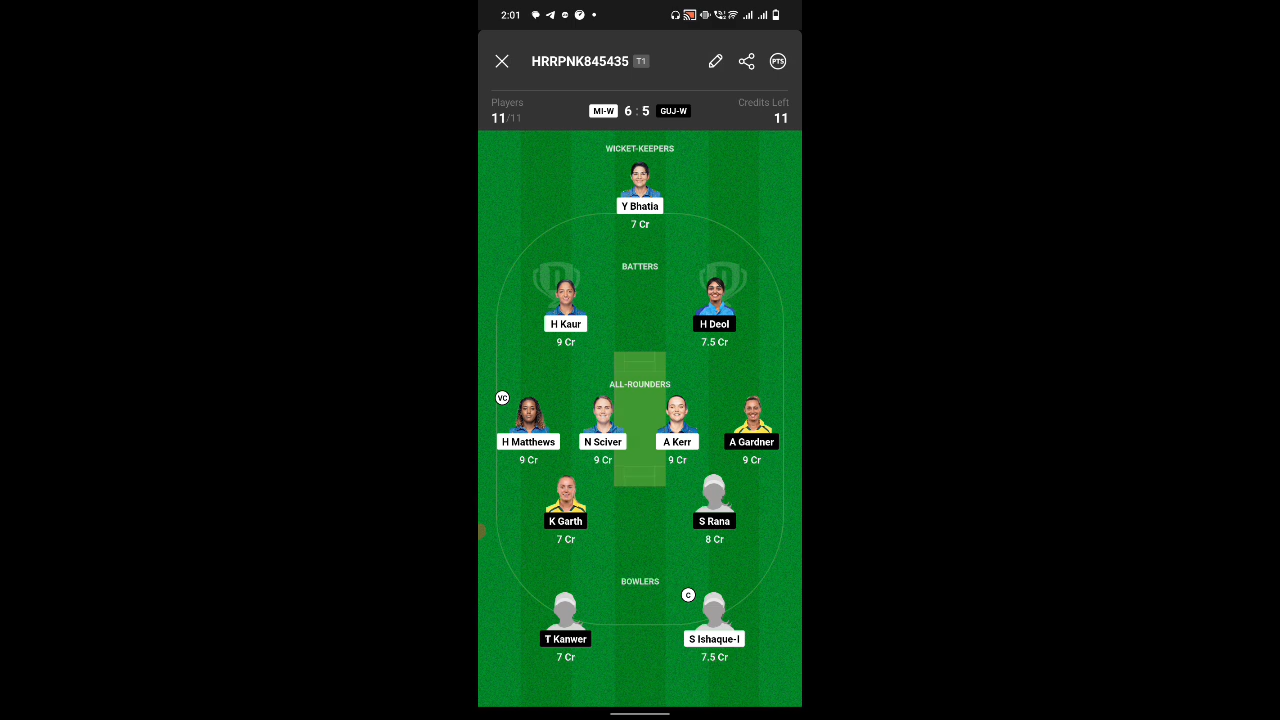 2:01
HRRPNK845435 T1 PTS
Players
11/11
MI-W 6 : 5 GUJ-W
Credits Left
11
WICKET-KEEPERS
Y Bhatia
7 Cr
BATTERS
H Kaur H Deol
9 Cr 7.5 Cr
ALL-ROUNDERS
VC
H Matthews N Sciver A Kerr A Gardner
9 Cr 9 Cr 9 Cr 9 Cr
K Garth S Rana
7 Cr 8 Cr
BOWLERS
C
T Kanwer S Ishaque-I
7 Cr 7.5 Cr